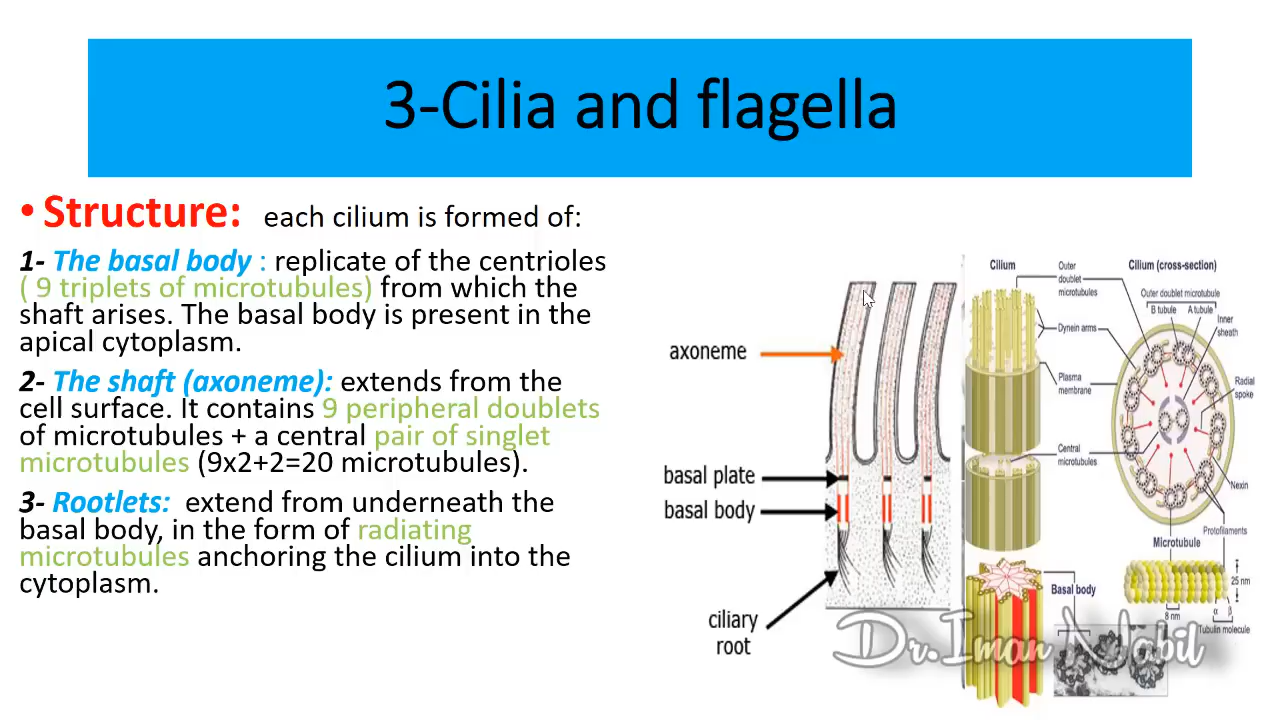 3-Cilia and flagella
• Structure: each cilium is formed of:
1- The basal body : replicate of the centrioles
( 9 triplets of microtubules) from which the
shaft arises. The basal body is present in the
apical cytoplasm.
2- The shaft (axoneme): extends from the
cell surface. It contains 9 peripheral doublets
of microtubules + a central pair of singlet
microtubules (9x2+2=20 microtubules).
3- Rootlets: extend from underneath the
basal body, in the form of radiating
microtubules anchoring the cilium into the
cytoplasm.
axoneme
basal plate
basal body
ciliary
root
Cilium
Outer
doublet
microtubules
Dynein arms
Plasma
membrane
Central
microtubules
Basal body
Cilium (cross-section)
Outer doublet microtubule
B tubule
A tubule
Inner
sheath
Radial
spoke
Nexin
Protofilaments
Microtubule
25 nm
8 nm
α β
Tubulin molecule
Dr.Iman Nabil